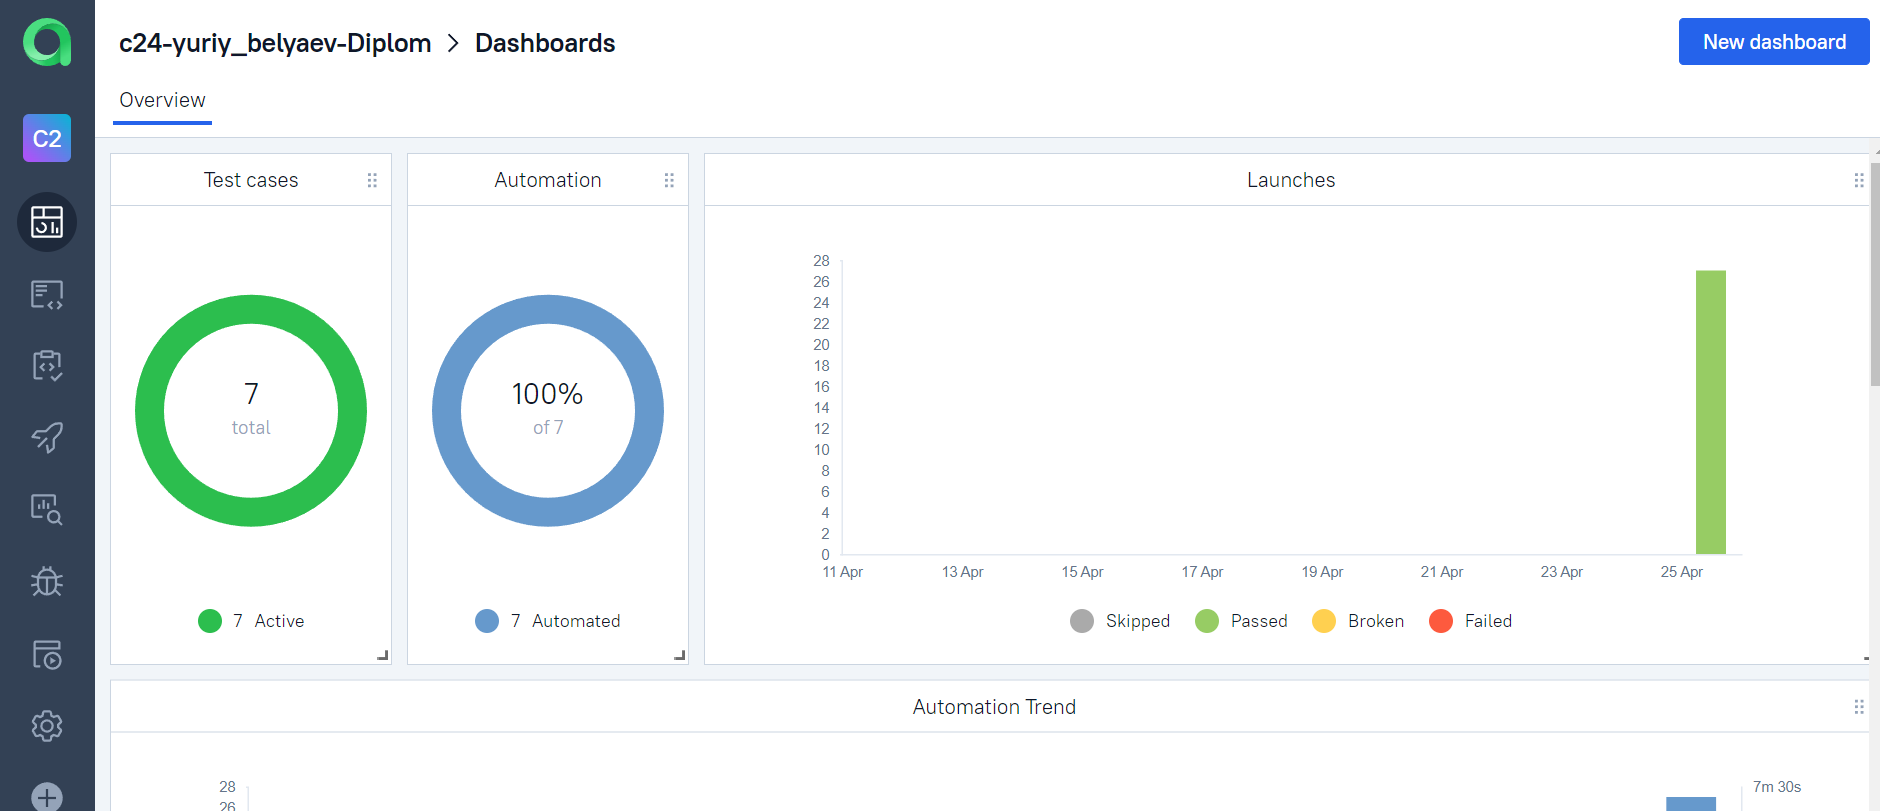 c24-yuriy_belyaev-Diplom > Dashboards
New dashboard
Overview
C2
Test cases
7
total
7 Active
Automation
100%
of 7
7 Automated
Launches
28
26
24
22
20
18
16
14
12
10
8
6
4
2
0
11 Apr 13 Apr 15 Apr 17 Apr 19 Apr 21 Apr 23 Apr 25 Apr
Skipped Passed Broken Failed
Automation Trend
28
26
7m 30s